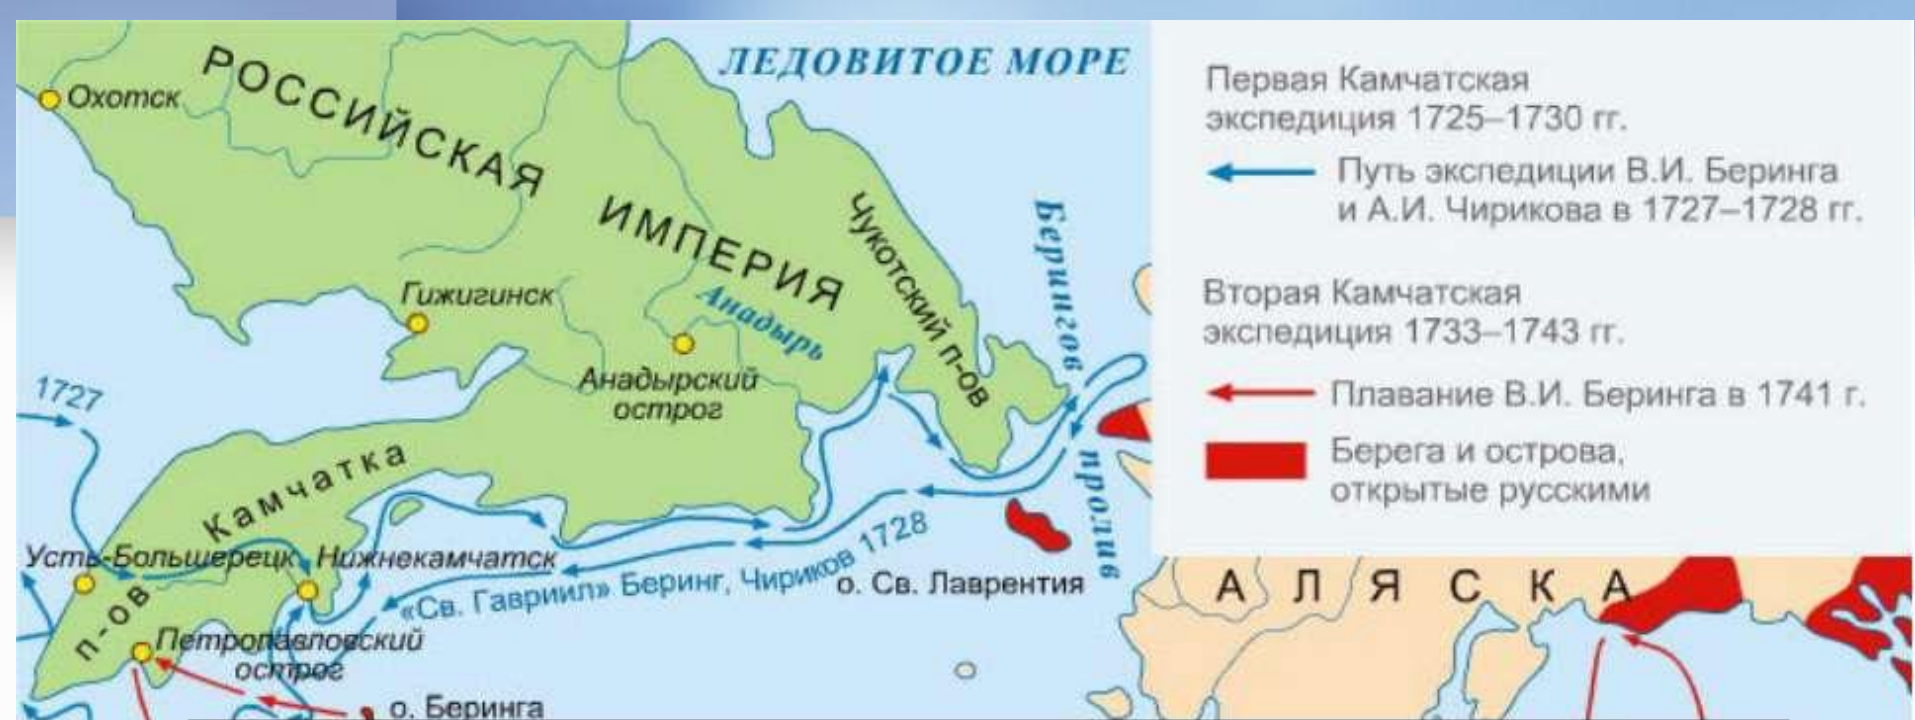 ЛЕДОВИТОЕ МОРЕ
Охотск
РОССИЙСКАЯ
ИМПЕРИЯ
Чукотский п-ов
Берингов
пролив
Гижигинск
Анадырь
Анадырский
острог
1727
Камчатка
п-ов
Усть-Большерецк
Нижнекамчатск
«Св. Гавриил» Беринг, Чириков 1728
о. Св. Лаврентия
Петропавловский
острог
о. Беринга
АЛЯСКА
Первая Камчатская
экспедиция 1725–1730 гг.
Путь экспедиции В.И. Беринга
и А.И. Чирикова в 1727–1728 гг.
Вторая Камчатская
экспедиция 1733–1743 гг.
Плавание В.И. Беринга в 1741 г.
Берега и острова,
открытые русскими